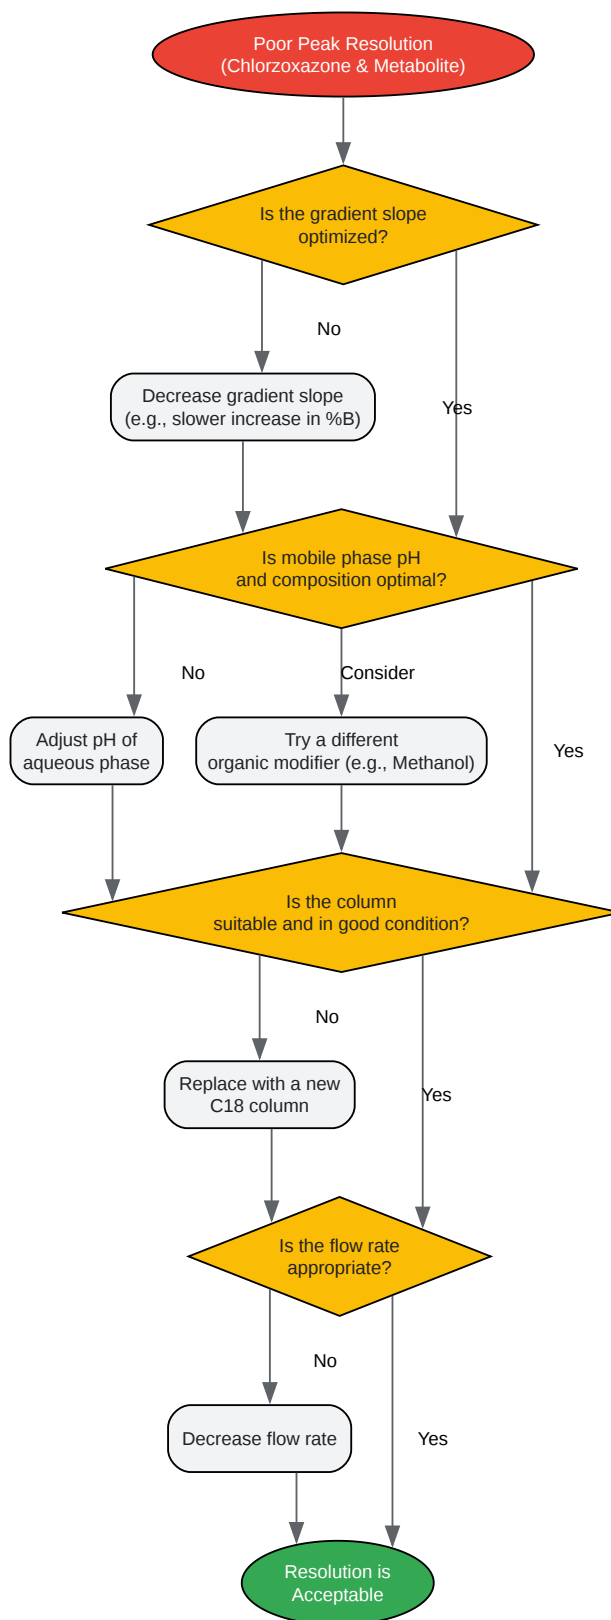 Poor Peak Resolution
(Chlorzoxazone & Metabolite)
Is the gradient slope
optimized?
No
Decrease gradient slope
(e.g., slower increase in %B)
Yes
Is mobile phase pH
and composition optimal?
No
Consider
Adjust pH of
aqueous phase
Try a different
organic modifier (e.g., Methanol)
Yes
Is the column
suitable and in good condition?
No
Replace with a new
C18 column
Yes
Is the flow rate
appropriate?
No
Decrease flow rate
Yes
Resolution is
Acceptable